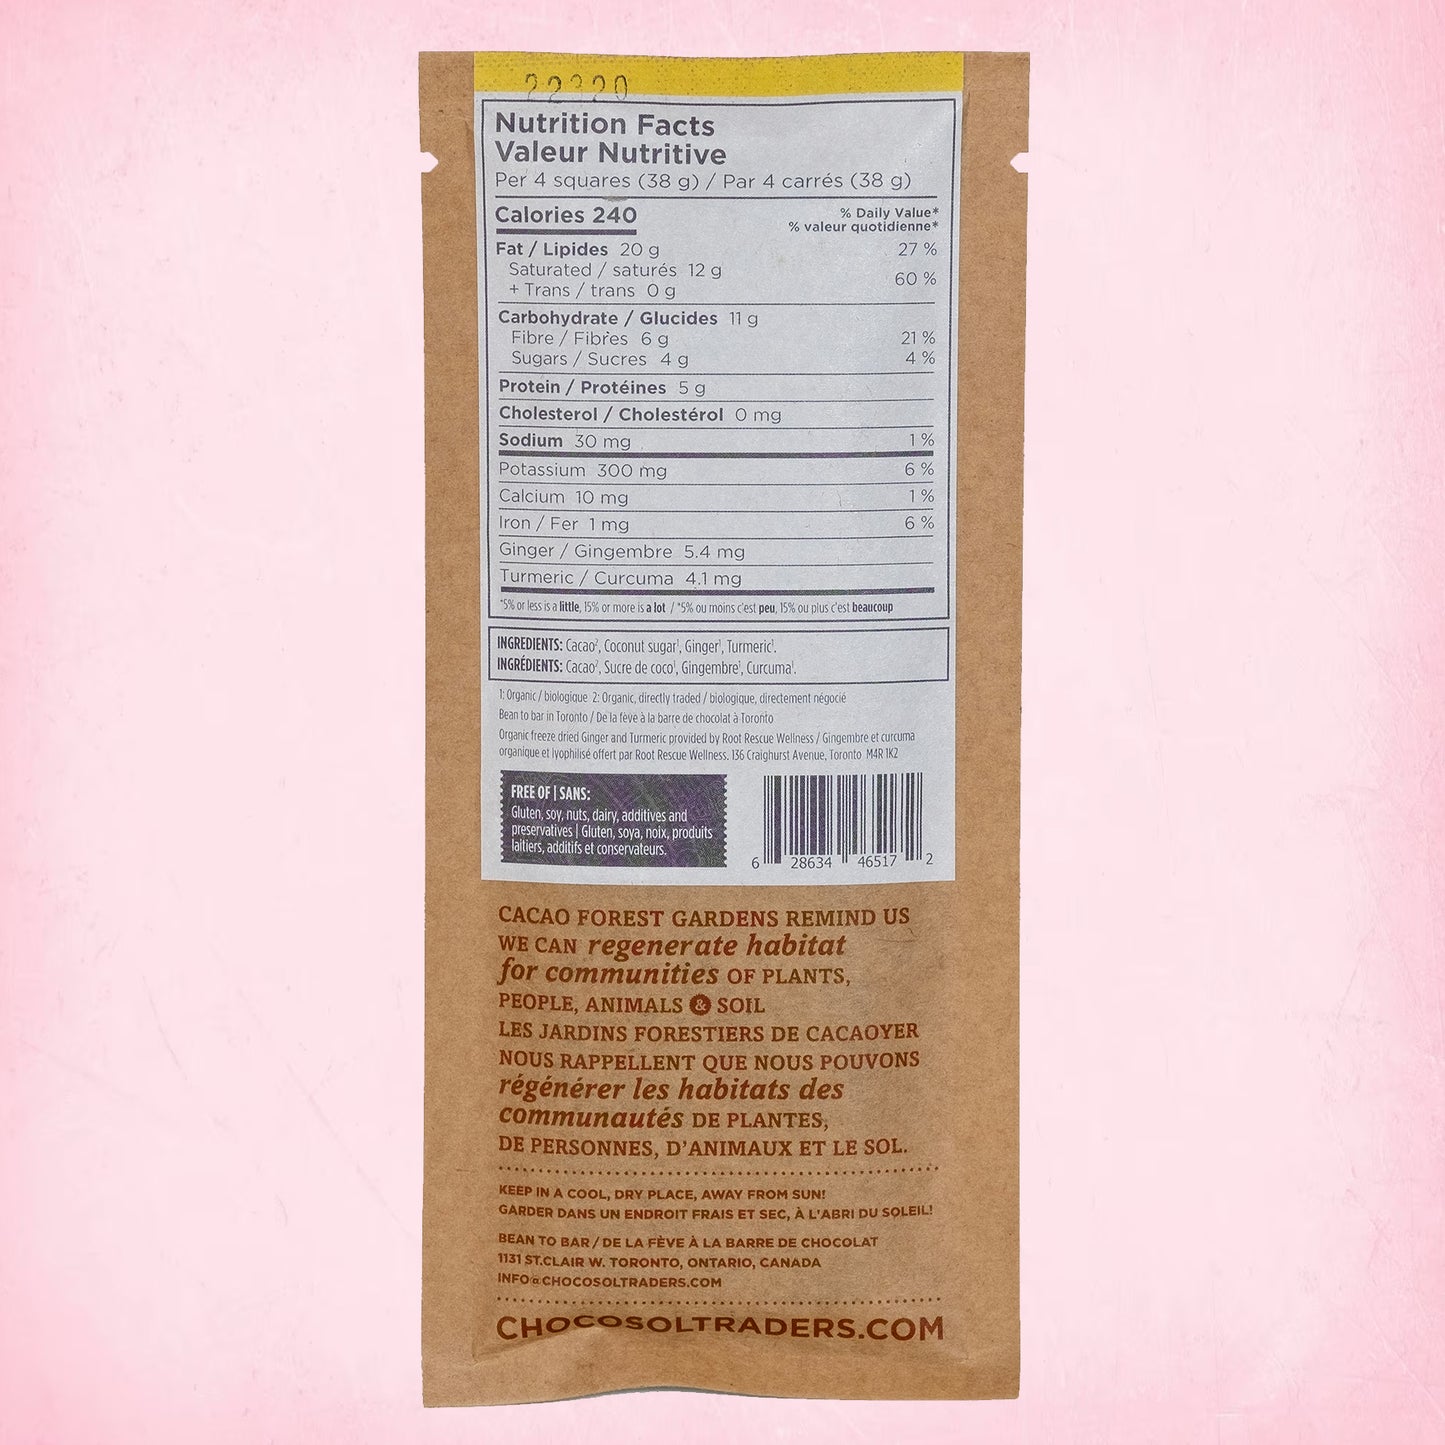 22320
Nutrition Facts
Valeur Nutritive
Per 4 squares (38 g) / Par 4 carrés (38 g)
Calories 240
% Daily Value*
% valeur quotidienne*
Fat / Lipides 20 g 27 %
Saturated / saturés 12 g
+ Trans / trans 0 g 60 %
Carbohydrate / Glucides 11 g
Fibre / Fibres 6 g 21 %
Sugars / Sucres 4 g 4 %
Protein / Protéines 5 g
Cholesterol / Cholestérol 0 mg
Sodium 30 mg 1 %
Potassium 300 mg 6 %
Calcium 10 mg 1 %
Iron / Fer 1 mg 6 %
Ginger / Gingembre 5.4 mg
Turmeric / Curcuma 4.1 mg
*5% or less is a little, 15% or more is a lot / *5% ou moins c'est peu, 15% ou plus c'est beaucoup
INGREDIENTS: Cacao², Coconut sugar¹, Ginger¹, Turmeric¹.
INGRÉDIENTS: Cacao², Sucre de coco¹, Gingembre¹, Curcuma¹.
1: Organic / biologique 2: Organic, directly traded / biologique, directement négocié
Bean to bar in Toronto / De la fève à la barre de chocolat à Toronto
Organic freeze dried Ginger and Turmeric provided by Root Rescue Wellness / Gingembre et curcuma
organique et lyophilisé offert par Root Rescue Wellness. 136 Craighurst Avenue, Toronto M4R 1K2
FREE OF | SANS:
Gluten, soy, nuts, dairy, additives and
preservatives | Gluten, soya, noix, produits
laitiers, additifs et conservateurs.
6 28634 46517 2
CACAO FOREST GARDENS REMIND US
WE CAN regenerate habitat
for communities OF PLANTS,
PEOPLE, ANIMALS & SOIL
LES JARDINS FORESTIERS DE CACAOYER
NOUS RAPPELLENT QUE NOUS POUVONS
régénérer les habitats des
communautés DE PLANTES,
DE PERSONNES, D'ANIMAUX ET LE SOL.
KEEP IN A COOL, DRY PLACE, AWAY FROM SUN!
GARDER DANS UN ENDROIT FRAIS ET SEC, À L'ABRI DU SOLEIL!
BEAN TO BAR / DE LA FÈVE À LA BARRE DE CHOCOLAT
1131 ST.CLAIR W. TORONTO, ONTARIO, CANADA
INFO@CHOCOSOLTRADERS.COM
CHOCOSOLTRADERS.COM